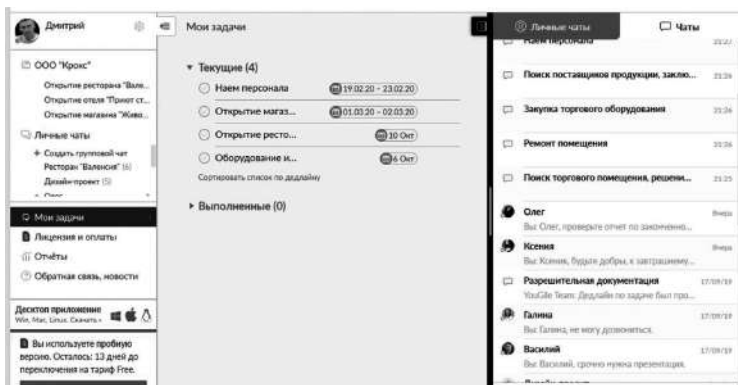 Дмитрий
ООО "Крокс"
Открытие ресторана "Вале...
Открытие отеля "Приют ст...
Открытие магазина "Живо...
Личные чаты
+ Создать групповой чат
Ресторан "Валенсия" (6)
Дизайн-проект (5)
Мои задачи
Лицензия и оплаты
Отчёты
Обратная связь, новости
Десктоп приложение
Win, Mac, Linux. Скачать »
Вы используете пробную
версию. Осталось: 13 дней до
переключения на тариф Free.
Мои задачи
Текущие (4)
Наем персонала 19.02.20 – 23.02.20
Открытие магаз... 01.03.20 – 02.03.20
Открытие ресто... 10 Окт
Оборудование и... 6 Окт
Сортировать список по дедлайну
Выполненные (0)
Личные чаты Чаты
Наем персонала 21:27
Поиск поставщиков продукции, заклю... 21:26
Закупка торгового оборудования 21:26
Ремонт помещения 21:26
Поиск торгового помещения, решени... 21:25
Олег Вчера
Вы: Олег, проверьте отчет по законченно...
Ксения Вчера
Вы: Ксения, будьте добры, к завтрашнему...
Разрешительная документация 17/09/19
YouGile Team: Дедлайн по задаче был про...
Галина 17/09/19
Вы: Галина, не могу дозвониться.
Василий 17/09/19
Вы: Василий, срочно нужна презентация.